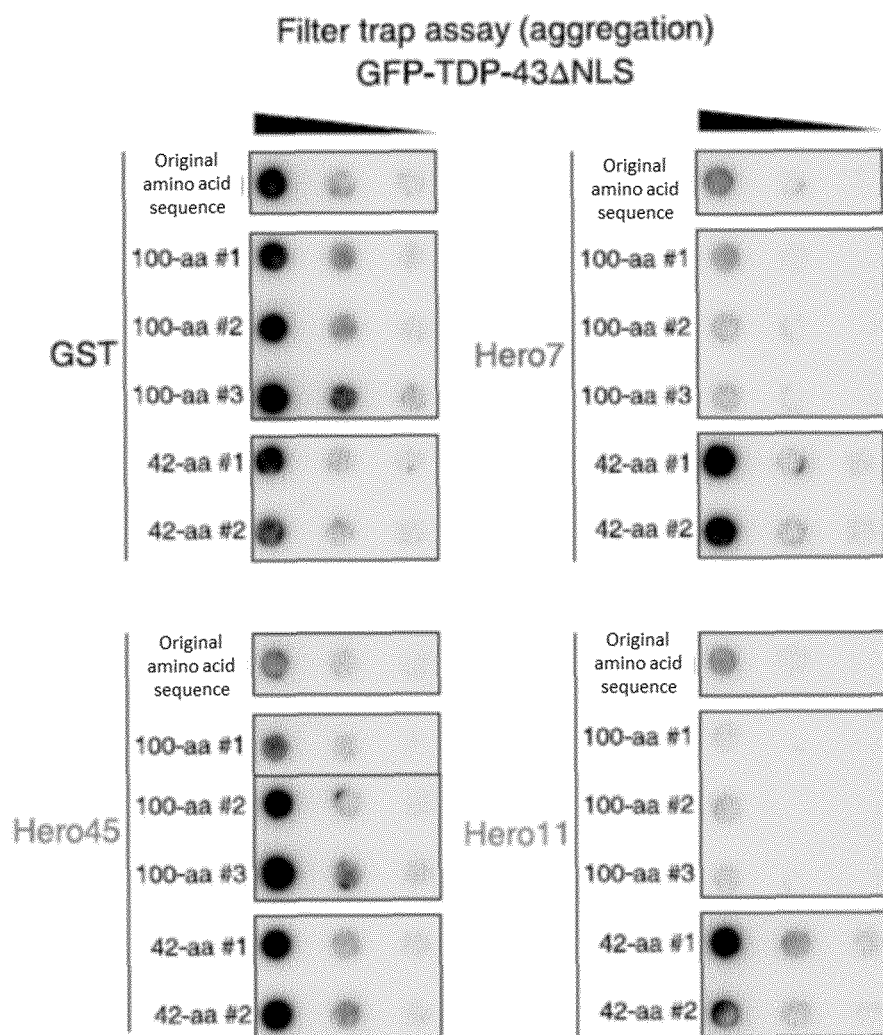 Filter trap assay (aggregation)
GFP-TDP-43ΔNLS
GST
Original
amino acid
sequence
100-aa #1
100-aa #2
100-aa #3
42-aa #1
42-aa #2
Hero7
Original
amino acid
sequence
100-aa #1
100-aa #2
100-aa #3
42-aa #1
42-aa #2
Hero45
Original
amino acid
sequence
100-aa #1
100-aa #2
100-aa #3
42-aa #1
42-aa #2
Hero11
Original
amino acid
sequence
100-aa #1
100-aa #2
100-aa #3
42-aa #1
42-aa #2